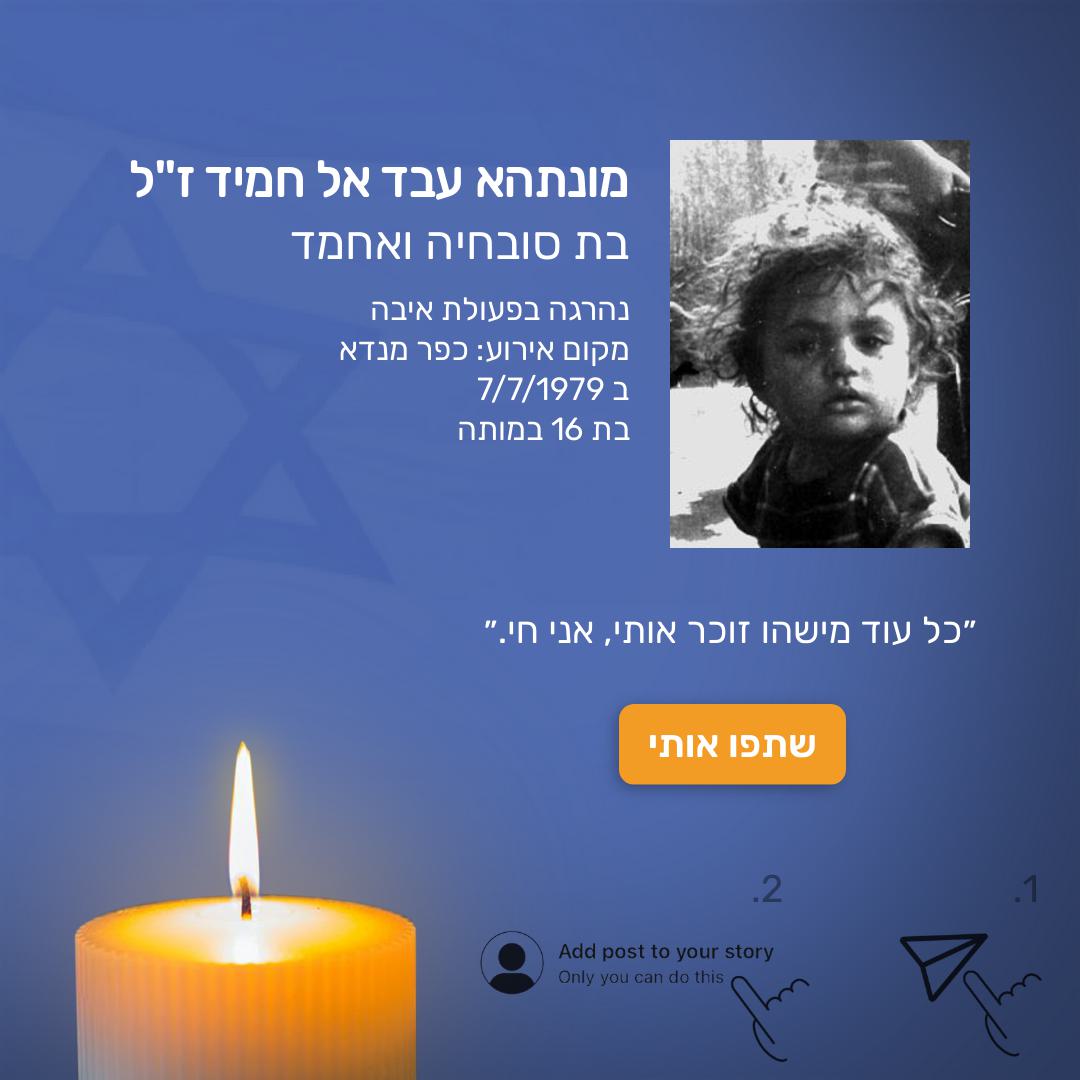 מונתהא עבד אל חמיד ז"ל
בת סובחיה ואחמד
נהרגה בפעולת איבה
מקום אירוע: כפר מנדא
ב 7/7/1979
בת 16 במותה
״כל עוד מישהו זוכר אותי, אני חי.״
שתפו אותי
.1
.2
Add post to your story
Only you can do this